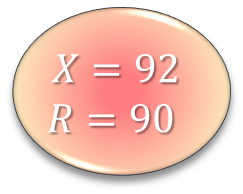 X = 92
R = 90